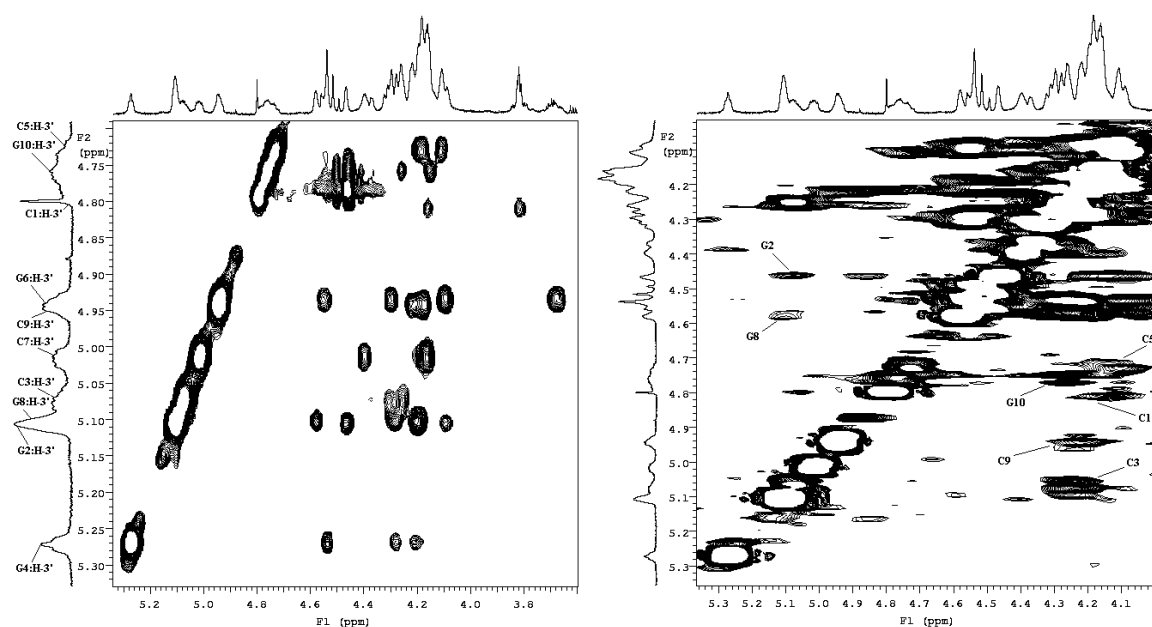 F2
(ppm)
C5:H-3'
G10:H-3'
C1:H-3'
G6:H-3'
C9:H-3'
C7:H-3'
C3:H-3'
G8:H-3'
G2:H-3'
G4:H-3'
4.75
4.80
4.85
4.90
4.95
5.00
5.05
5.10
5.15
5.20
5.25
5.30
5.2 5.0 4.8 4.6 4.4 4.2 4.0 3.8
F1 (ppm)
F2
(ppm)
4.2
4.3
4.4
4.5
4.6
4.7
4.8
4.9
5.0
5.1
5.2
5.3
G2
G8
C5
G10
C1
C9
C3
5.3 5.2 5.1 5.0 4.9 4.8 4.7 4.6 4.5 4.4 4.3 4.2 4.1
F1 (ppm)